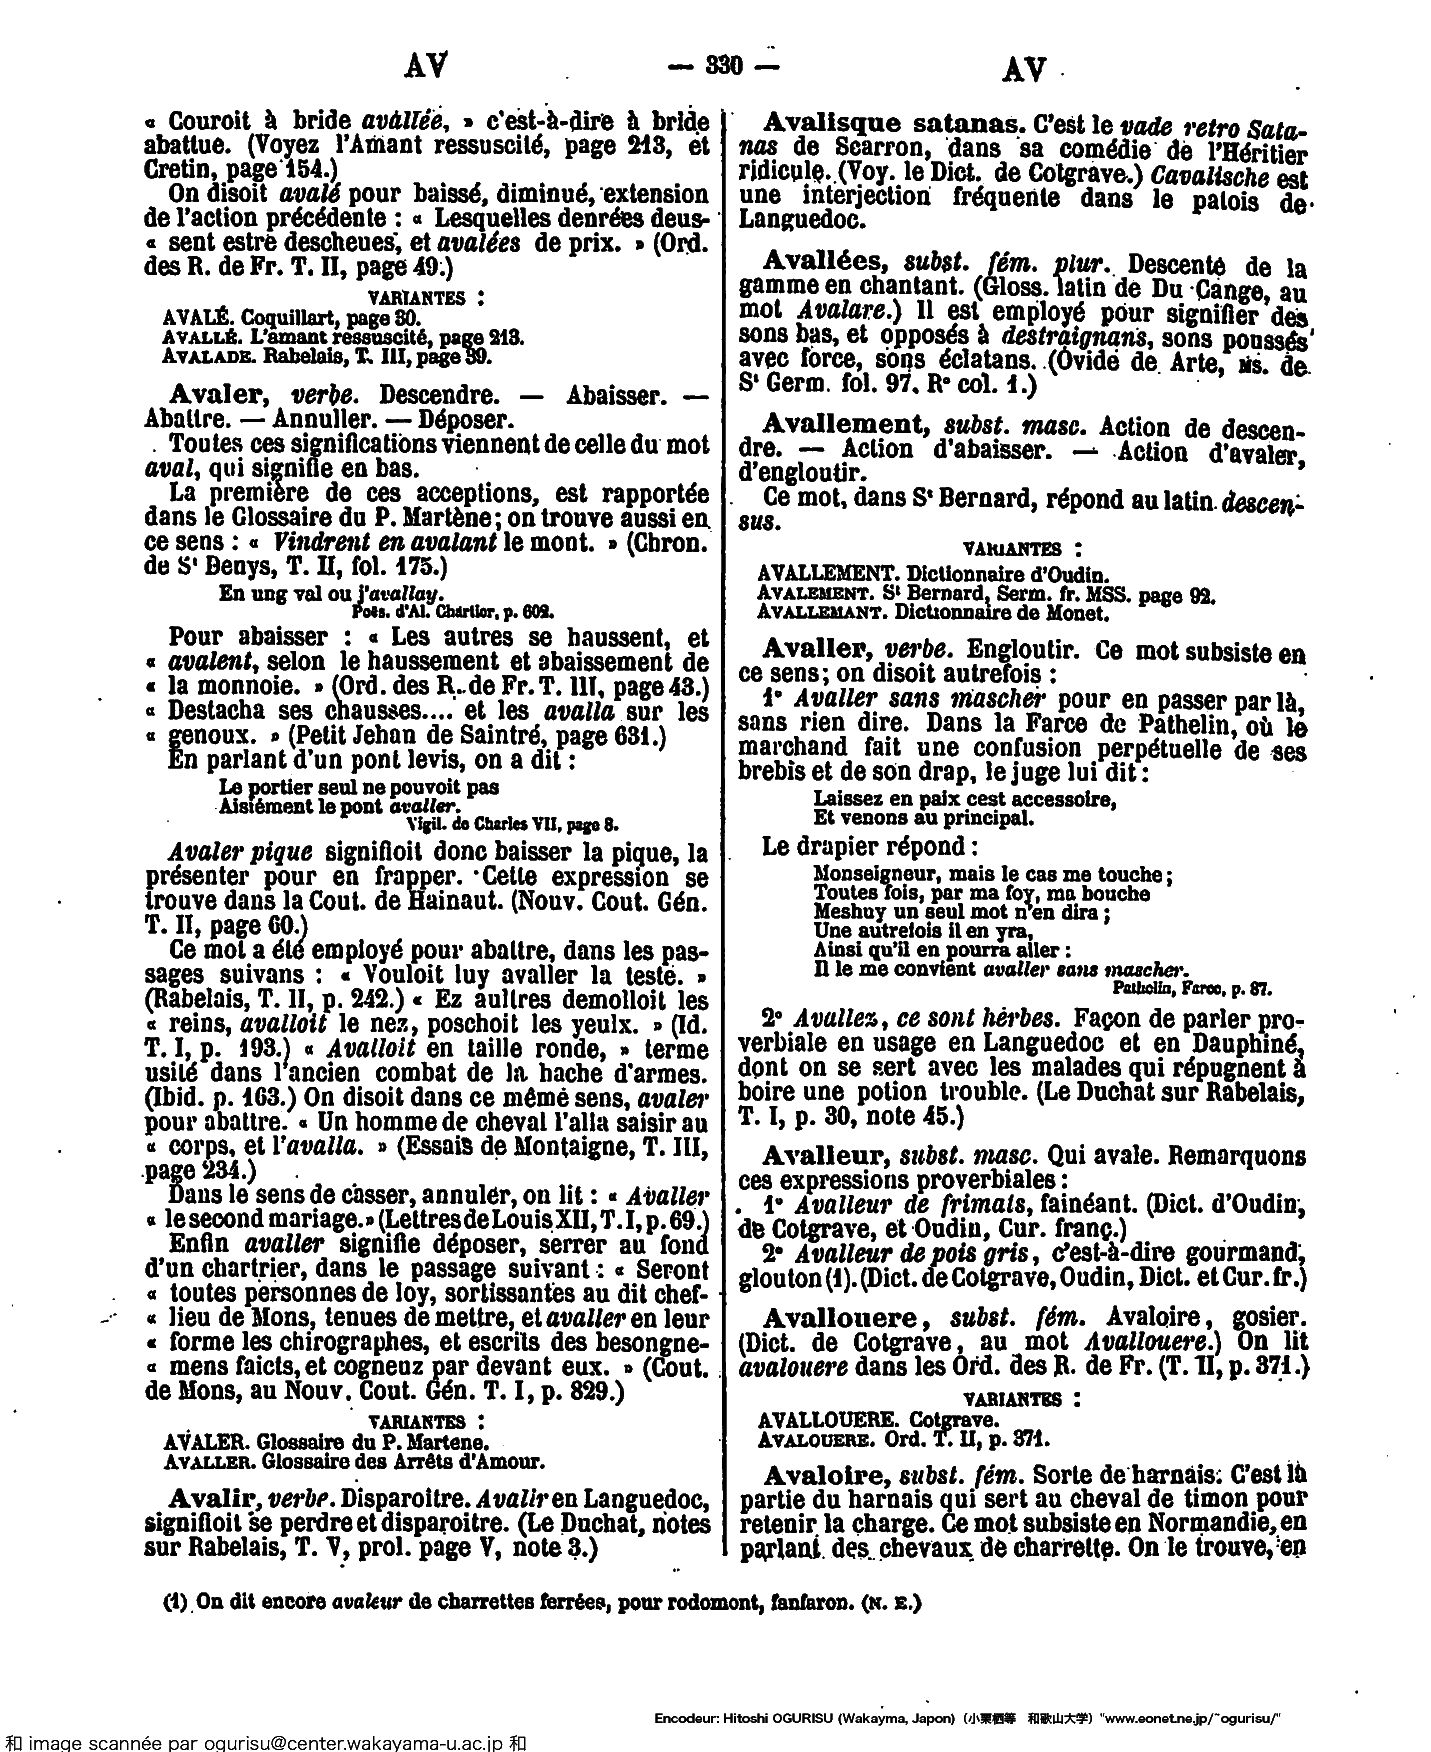 AV
— 330 —
AV
« Couroit à bride avallée, » c'est-à-dire à bride
abattue. (Voyez l'Amant ressuscité, page 213, et
Cretin, page 154.)
On disoit avalé pour baissé, diminué, extension
de l'action précédente : « Lesquelles denrées deus-
« sent estre descheues, et avalées de prix. » (Ord.
des R. de Fr. T. II, page 49.)
VARIANTES :
AVALÉ. Coquillart, page 30.
AVALLÉ. L'amant ressuscité, page 213.
AVALADE. Rabelais, T. III, page 39.
Avaler, verbe. Descendre. — Abaisser. —
Abattre. — Annuller. — Déposer.
Toutes ces significations viennent de celle du mot
aval, qui signifie en bas.
La première de ces acceptions, est rapportée
dans le Glossaire du P. Martène; on trouve aussi en
ce sens : « Vindrent en avalant le mont. » (Chron.
de St Denys, T. II, fol. 175.)
En ung val ou j'avallay.
Poës. d'Al. Chartier, p. 602.
Pour abaisser : « Les autres se haussent, et
« avalent, selon le haussement et abaissement de
« la monnoie. » (Ord. des R. de Fr. T. III, page 43.)
« Destacha ses chausses.... et les avalla sur les
« genoux. » (Petit Jehan de Saintré, page 631.)
En parlant d'un pont levis, on a dit :
Le portier seul ne pouvoit pas
Aisiément le pont avaller.
Vigil. de Charles VII, page 8.
Avaler pique signifioit donc baisser la pique, la
présenter pour en frapper. Cette expression se
trouve dans la Cout. de Hainaut. (Nouv. Cout. Gén.
T. II, page 60.)
Ce mot a été employé pour abattre, dans les pas-
sages suivans : « Vouloit luy avaller la teste. »
(Rabelais, T. II, p. 242.) « Ez aultres demolloit les
« reins, avalloit le nez, poschoit les yeulx. » (Id.
T. I, p. 193.) « Avalloit en taille ronde, » terme
usité dans l'ancien combat de la hache d'armes.
(Ibid. p. 163.) On disoit dans ce même sens, avaler
pour abattre. « Un homme de cheval l'alla saisir au
« corps, et l'avalla. » (Essais de Montaigne, T. III,
page 234.)
Dans le sens de casser, annuler, on lit : « Avaller
« le second mariage. » (Lettres de Louis XII, T. I, p. 69.)
Enfin avaller signifie déposer, serrer au fond
d'un chartrier, dans le passage suivant : « Seront
« toutes personnes de loy, sortissantes au dit chef-
« lieu de Mons, tenues de mettre, et avaller en leur
« forme les chirographes, et escrits des besongne-
« mens faicts, et cogneuz par devant eux. » (Cout.
de Mons, au Nouv. Cout. Gén. T. I, p. 829.)
VARIANTES :
AVALER. Glossaire du P. Martene.
AVALLER. Glossaire des Arrêts d'Amour.
Avalir, verbe. Disparoitre. Avalir en Languedoc,
signifioit se perdre et disparoitre. (Le Duchat, notes
sur Rabelais, T. V, prol. page V, note 3.)
Avalisque satanas. C'est le vade retro Sata-
nas de Scarron, dans sa comédie de l'Héritier
ridicule. (Voy. le Dict. de Cotgrave.) Cavalische est
une interjection fréquente dans le patois de
Languedoc.
Avallées, subst. fém. plur. Descente de la
gamme en chantant. (Gloss. latin de Du Cange, au
mot Avalare.) Il est employé pour signifier des
sons bas, et opposés à destraignans, sons poussés
avec force, sons éclatans. (Ovide de Arte, MS. de
St Germ. fol. 97. Ro col. 1.)
Avallement, subst. masc. Action de descen-
dre. — Action d'abaisser. — Action d'avaler,
d'engloutir.
Ce mot, dans St Bernard, répond au latin descen-
sus.
VARIANTES :
AVALLEMENT. Dictionnaire d'Oudin.
AVALEMENT. St Bernard, Serm. fr. MSS. page 92.
AVALLEMANT. Dictionnaire de Monet.
Avaller, verbe. Engloutir. Ce mot subsiste en
ce sens; on disoit autrefois :
1o Avaller sans mascher pour en passer par là,
sans rien dire. Dans la Farce de Pathelin, où le
marchand fait une confusion perpétuelle de ses
brebis et de son drap, le juge lui dit :
Laissez en paix cest accessoire,
Et venons au principal.
Le drapier répond :
Monseigneur, mais le cas me touche;
Toutes fois, par ma foy, ma bouche
Meshuy un seul mot n'en dira;
Une autrefois il en yra,
Ainsi qu'il en pourra aller :
Il le me convient avaller sans mascher.
Pathelin, Farce, p. 87.
2o Avallez, ce sont herbes. Façon de parler pro-
verbiale en usage en Languedoc et en Dauphiné,
dont on se sert avec les malades qui répugnent à
boire une potion trouble. (Le Duchat sur Rabelais,
T. I, p. 30, note 45.)
Avalleur, subst. masc. Qui avale. Remarquons
ces expressions proverbiales :
1o Avalleur de frimats, fainéant. (Dict. d'Oudin,
de Cotgrave, et Oudin, Cur. franç.)
2o Avalleur de pois gris, c'est-à-dire gourmand,
glouton (1). (Dict. de Cotgrave, Oudin, Dict. et Cur. fr.)
Avallouere, subst. fém. Avaloire, gosier.
(Dict. de Cotgrave, au mot Avallouere.) On lit
avalouere dans les Ord. des R. de Fr. (T. II, p. 371.)
VARIANTES :
AVALLOUERE. Cotgrave.
AVALOUERE. Ord. T. II, p. 371.
Avaloire, subst. fém. Sorte de harnais. C'est là
partie du harnais qui sert au cheval de timon pour
retenir la charge. Ce mot subsiste en Normandie, en
parlant des chevaux de charrette. On le trouve, en
(1) On dit encore avaleur de charrettes ferrées, pour rodomont, fanfaron. (N. E.)
Encodeur: Hitoshi OGURISU (Wakayma, Japon) (小栗栖等 和歌山大学) "www.eonet.ne.jp/~ogurisu/"
和 image scannée par ogurisu@center.wakayama-u.ac.jp 和